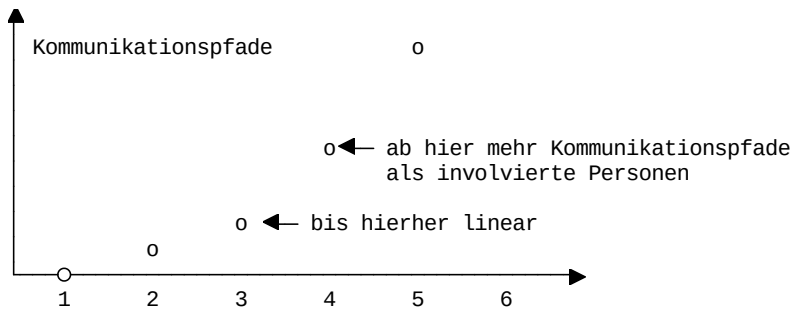 Kommunikationspfade
ab hier mehr Kommunikationspfade
als involvierte Personen
bis hierher linear
1 2 3 4 5 6